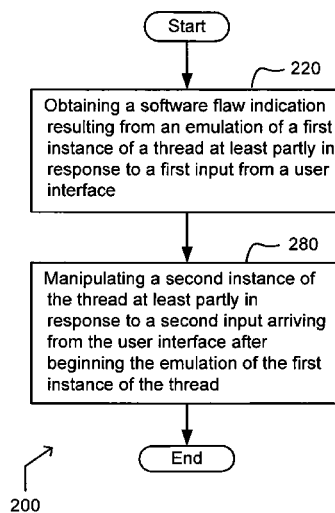 Start
220
Obtaining a software flaw indication
resulting from an emulation of a first
instance of a thread at least partly in
response to a first input from a user
interface
280
Manipulating a second instance of
the thread at least partly in
response to a second input arriving
from the user interface after
beginning the emulation of the first
instance of the thread
End
200